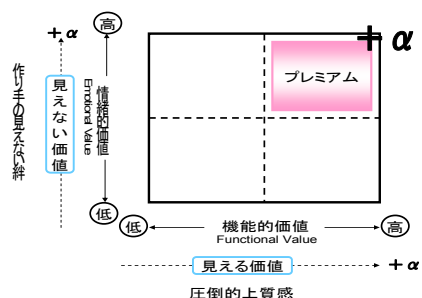 高
+α
+α
プレミアム
作り手の見えない絆
見えない価値
情緒的価値
Emotional Value
低
低
機能的価値
Functional Value
高
見える価値
+α
圧倒的上質感